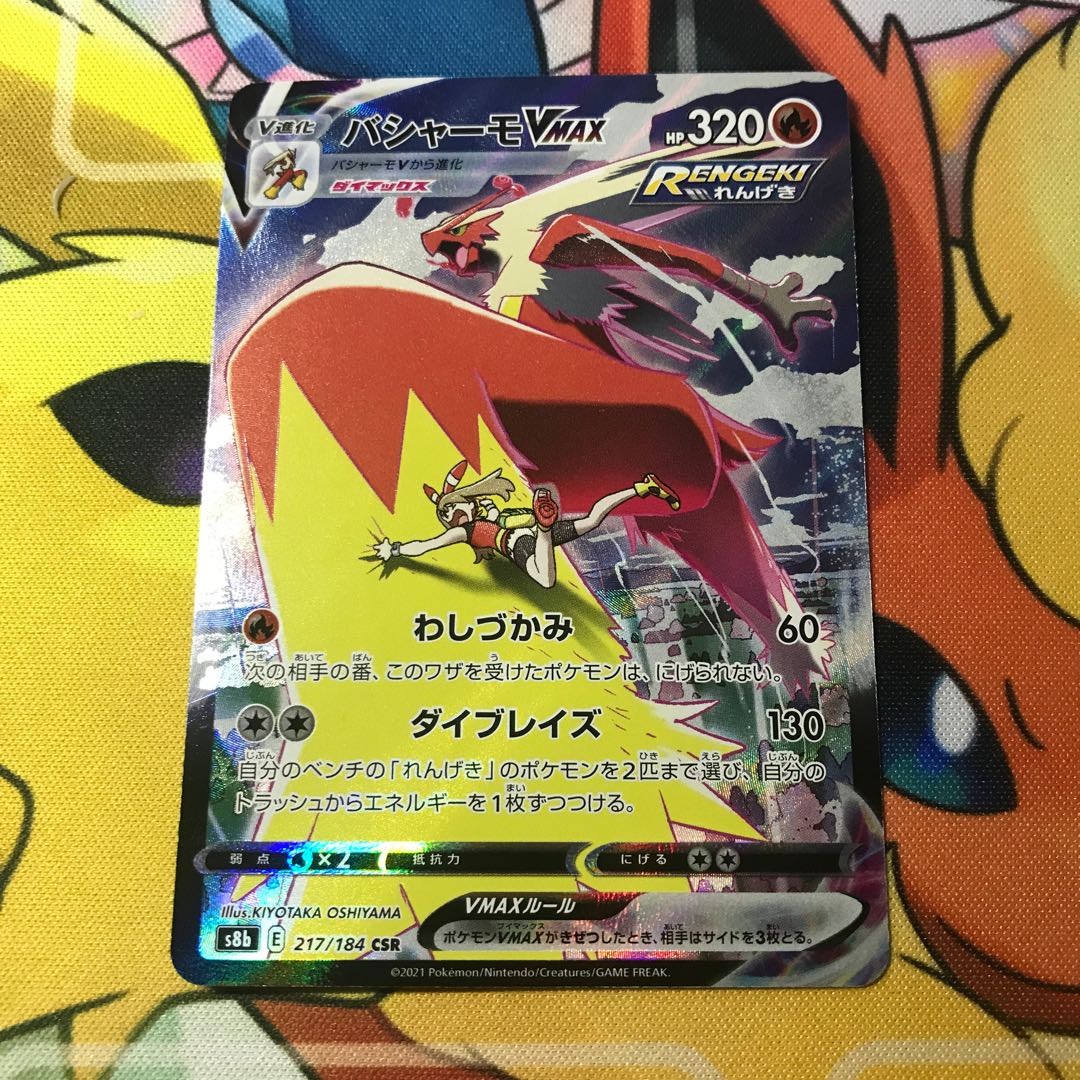 V進化
バシャーモVMAX
HP320
バシャーモVから進化
ダイマックス
RENGEKI
れんげき
わしづかみ 60
次の相手の番、このワザを受けたポケモンは、にげられない。
ダイブレイズ 130
自分のベンチの「れんげき」のポケモンを2匹まで選び、自分の
トラッシュからエネルギーを1枚ずつつける。
弱点 ×2 抵抗力 にげる
Illus.KIYOTAKA OSHIYAMA
VMAXルール
s8b E 217/184 CSR
ポケモンVMAXがきぜつしたとき、相手はサイドを3枚とる。
©2021 Pokémon/Nintendo/Creatures/GAME FREAK.